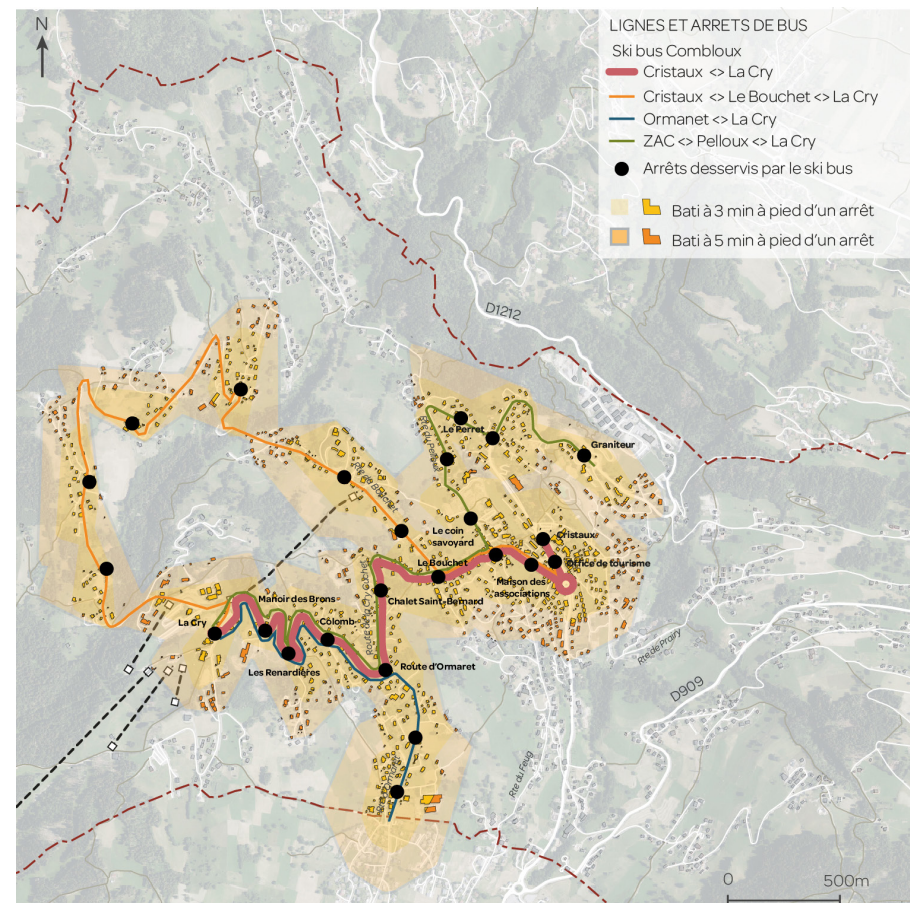 N
LIGNES ET ARRETS DE BUS
Ski bus Combloux
Cristaux <> La Cry
Cristaux <> Le Bouchet <> La Cry
Ormanet <> La Cry
ZAC <> Pelloux <> La Cry
Arrêts desservis par le ski bus
Bati à 3 min à pied d'un arrêt
Bati à 5 min à pied d'un arrêt
D1212
Le Perret
Graniteur
Le coin
savoyard
Cristaux
Le Bouchet
Office de tourisme
Maison des
associations
Manoir des Brons
Chalet Saint-Bernard
La Cry
Colomb
Les Renardières
Route d'Ormaret
Rte de Prairy
D909
Rte du Feug
0
500m